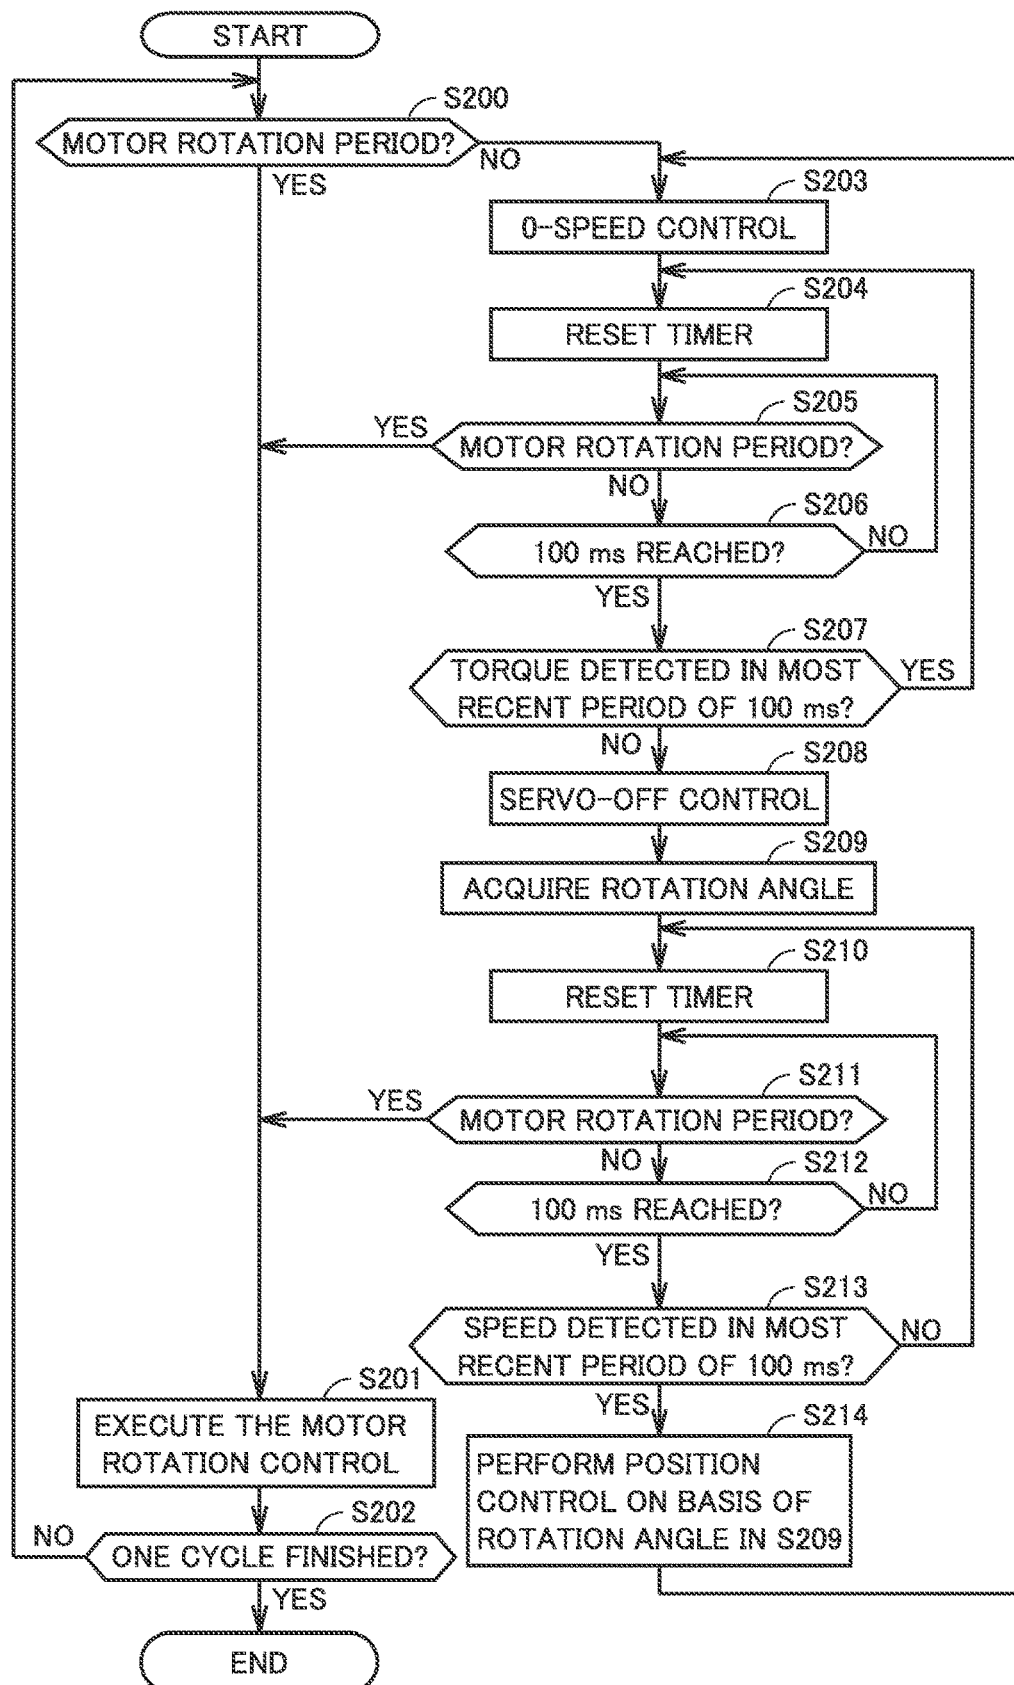 START
S200
MOTOR ROTATION PERIOD?
NO
YES
S203
0-SPEED CONTROL
S204
RESET TIMER
S205
YES
MOTOR ROTATION PERIOD?
NO
S206
100 ms REACHED?
NO
YES
S207
TORQUE DETECTED IN MOST
RECENT PERIOD OF 100 ms?
YES
NO
S208
SERVO-OFF CONTROL
S209
ACQUIRE ROTATION ANGLE
S210
RESET TIMER
S211
YES
MOTOR ROTATION PERIOD?
NO
S212
100 ms REACHED?
NO
YES
S213
SPEED DETECTED IN MOST
RECENT PERIOD OF 100 ms?
NO
YES
S214
PERFORM POSITION
CONTROL ON BASIS OF
ROTATION ANGLE IN S209
S201
EXECUTE THE MOTOR
ROTATION CONTROL
S202
NO
ONE CYCLE FINISHED?
YES
END